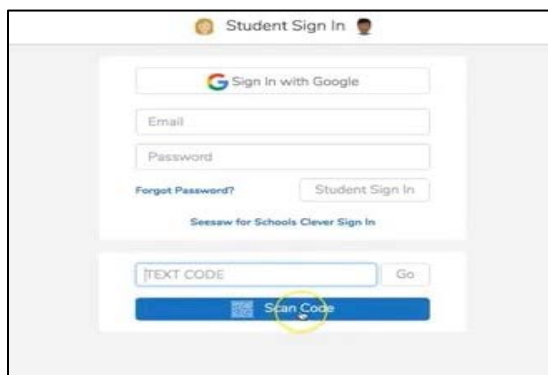 Student Sign In
Sign In with Google
Email
Password
Forgot Password?
Student Sign In
Seesaw for Schools Clever Sign In
TEXT CODE
Go
Scan Code